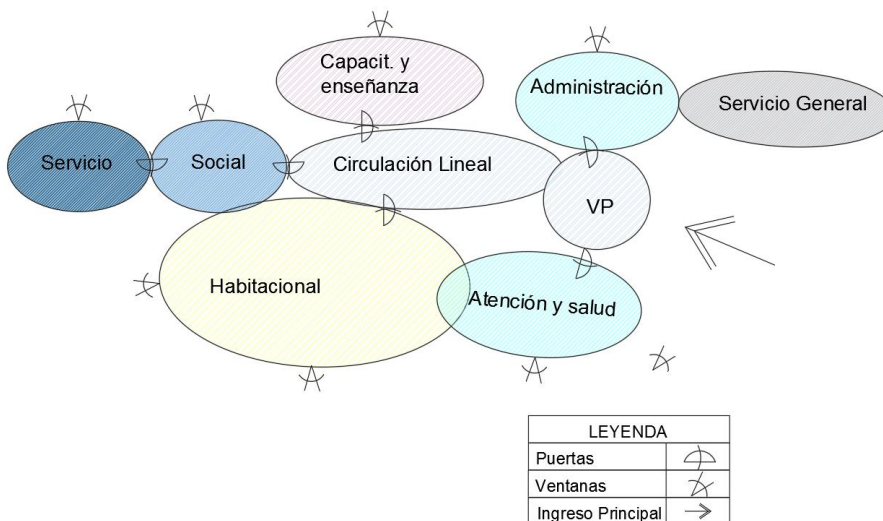 Capacit. y
enseñanza
Administración
Servicio General
Servicio
Social
Circulación Lineal
VP
Habitacional
Atención y salud
LEYENDA
Puertas
Ventanas
Ingreso Principal